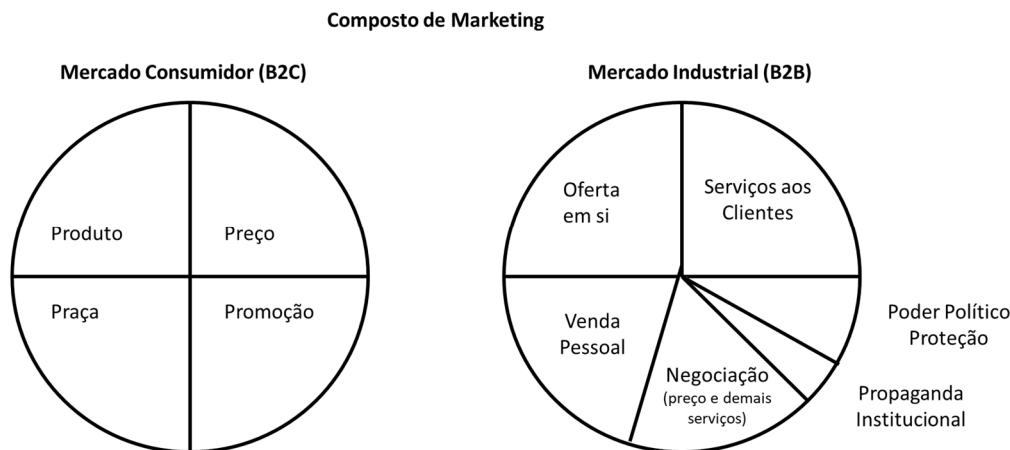 Composto de Marketing
Mercado Consumidor (B2C)
Produto
Preço
Praça
Promoção
Mercado Industrial (B2B)
Oferta
em si
Serviços aos
Clientes
Venda
Pessoal
Negociação
(preço e demais
serviços)
Poder Político
Proteção
Propaganda
Institucional